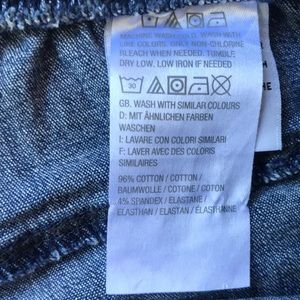 MACHINE WASH COLD. WASH WITH
LIKE COLORS. ONLY NON-CHLORINE
BLEACH WHEN NEEDED. TUMBLE
DRY LOW. LOW IRON IF NEEDED
30
GB. WASH WITH SIMILAR COLOURS
D: MIT ÄHNLICHEN FARBEN
WASCHEN
I: LAVARE CON COLORI SIMILARI
F: LAVER AVEC DES COLORIS
SIMILAIRES
96% COTTON / COTTON /
BAUMWOLLE / COTONE / COTON
4% SPANDEX / ELASTANE /
ELASTHAN / ELASTAN / ÉLASTHANNE